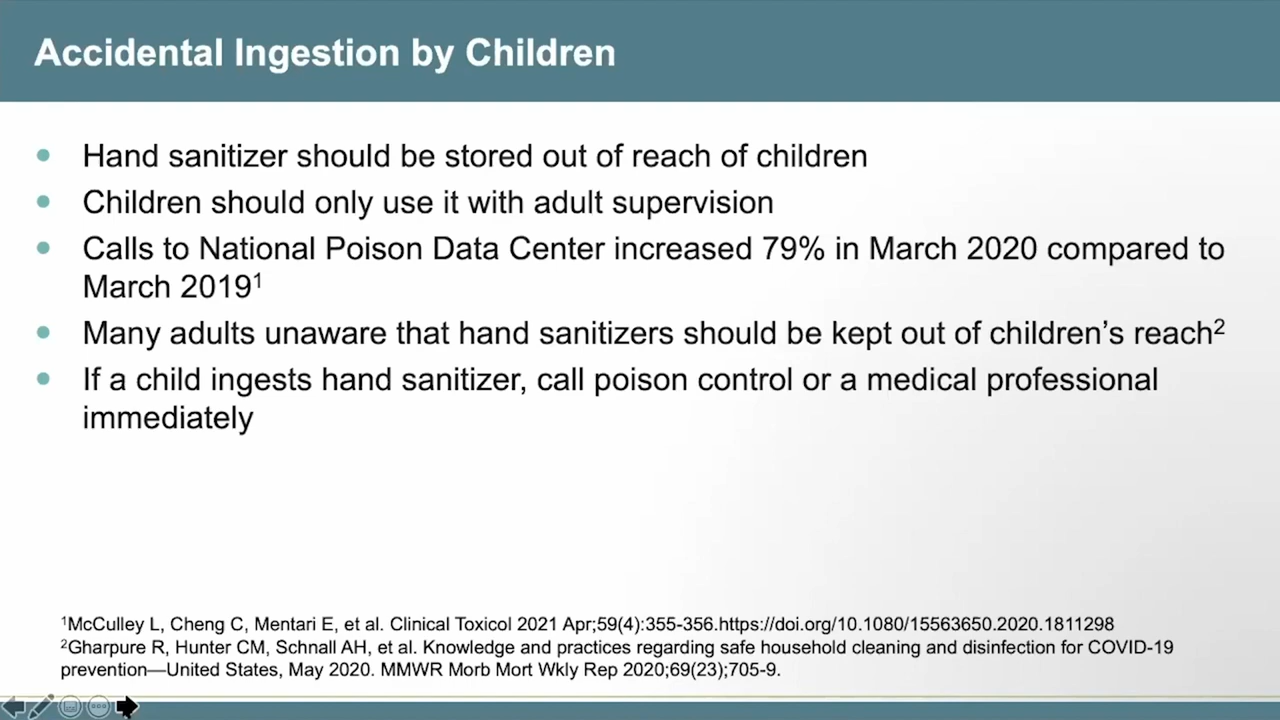 Accidental Ingestion by Children
• Hand sanitizer should be stored out of reach of children
• Children should only use it with adult supervision
• Calls to National Poison Data Center increased 79% in March 2020 compared to
March 2019¹
• Many adults unaware that hand sanitizers should be kept out of children’s reach²
• If a child ingests hand sanitizer, call poison control or a medical professional
immediately
¹McCulley L, Cheng C, Mentari E, et al. Clinical Toxicol 2021 Apr;59(4):355-356.https://doi.org/10.1080/15563650.2020.1811298
²Gharpure R, Hunter CM, Schnall AH, et al. Knowledge and practices regarding safe household cleaning and disinfection for COVID-19
prevention—United States, May 2020. MMWR Morb Mort Wkly Rep 2020;69(23);705-9.